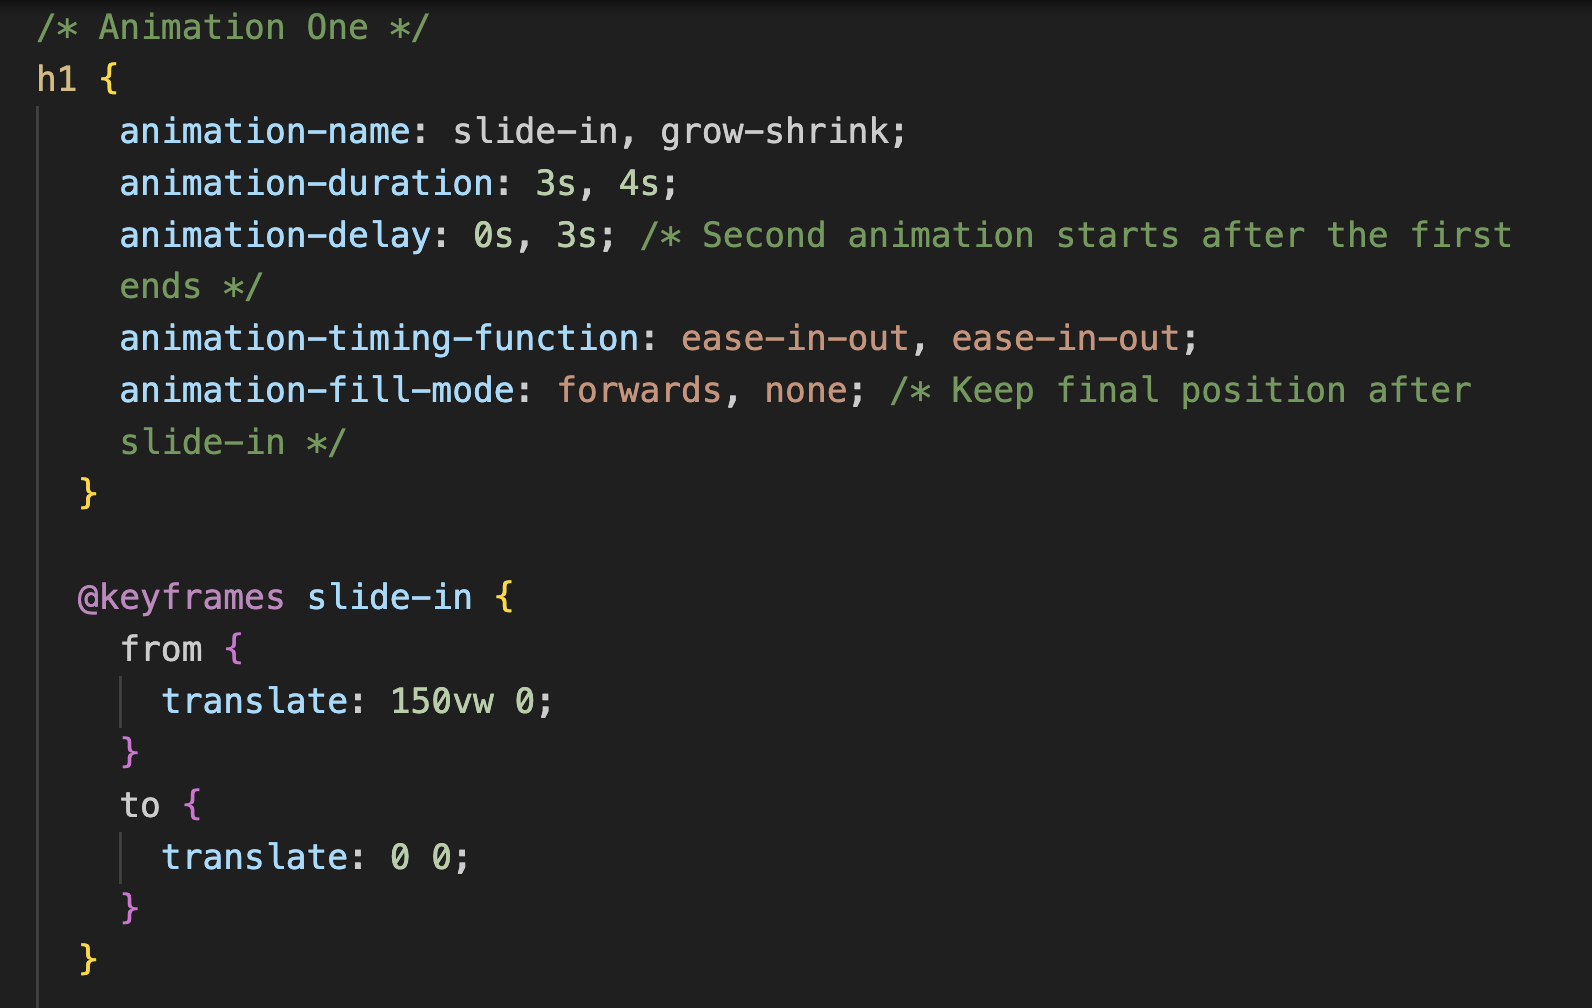 /* Animation One */
h1 {
animation-name: slide-in, grow-shrink;
animation-duration: 3s, 4s;
animation-delay: 0s, 3s; /* Second animation starts after the first
ends */
animation-timing-function: ease-in-out, ease-in-out;
animation-fill-mode: forwards, none; /* Keep final position after
slide-in */
}
@keyframes slide-in {
from {
translate: 150vw 0;
}
to {
translate: 0 0;
}
}